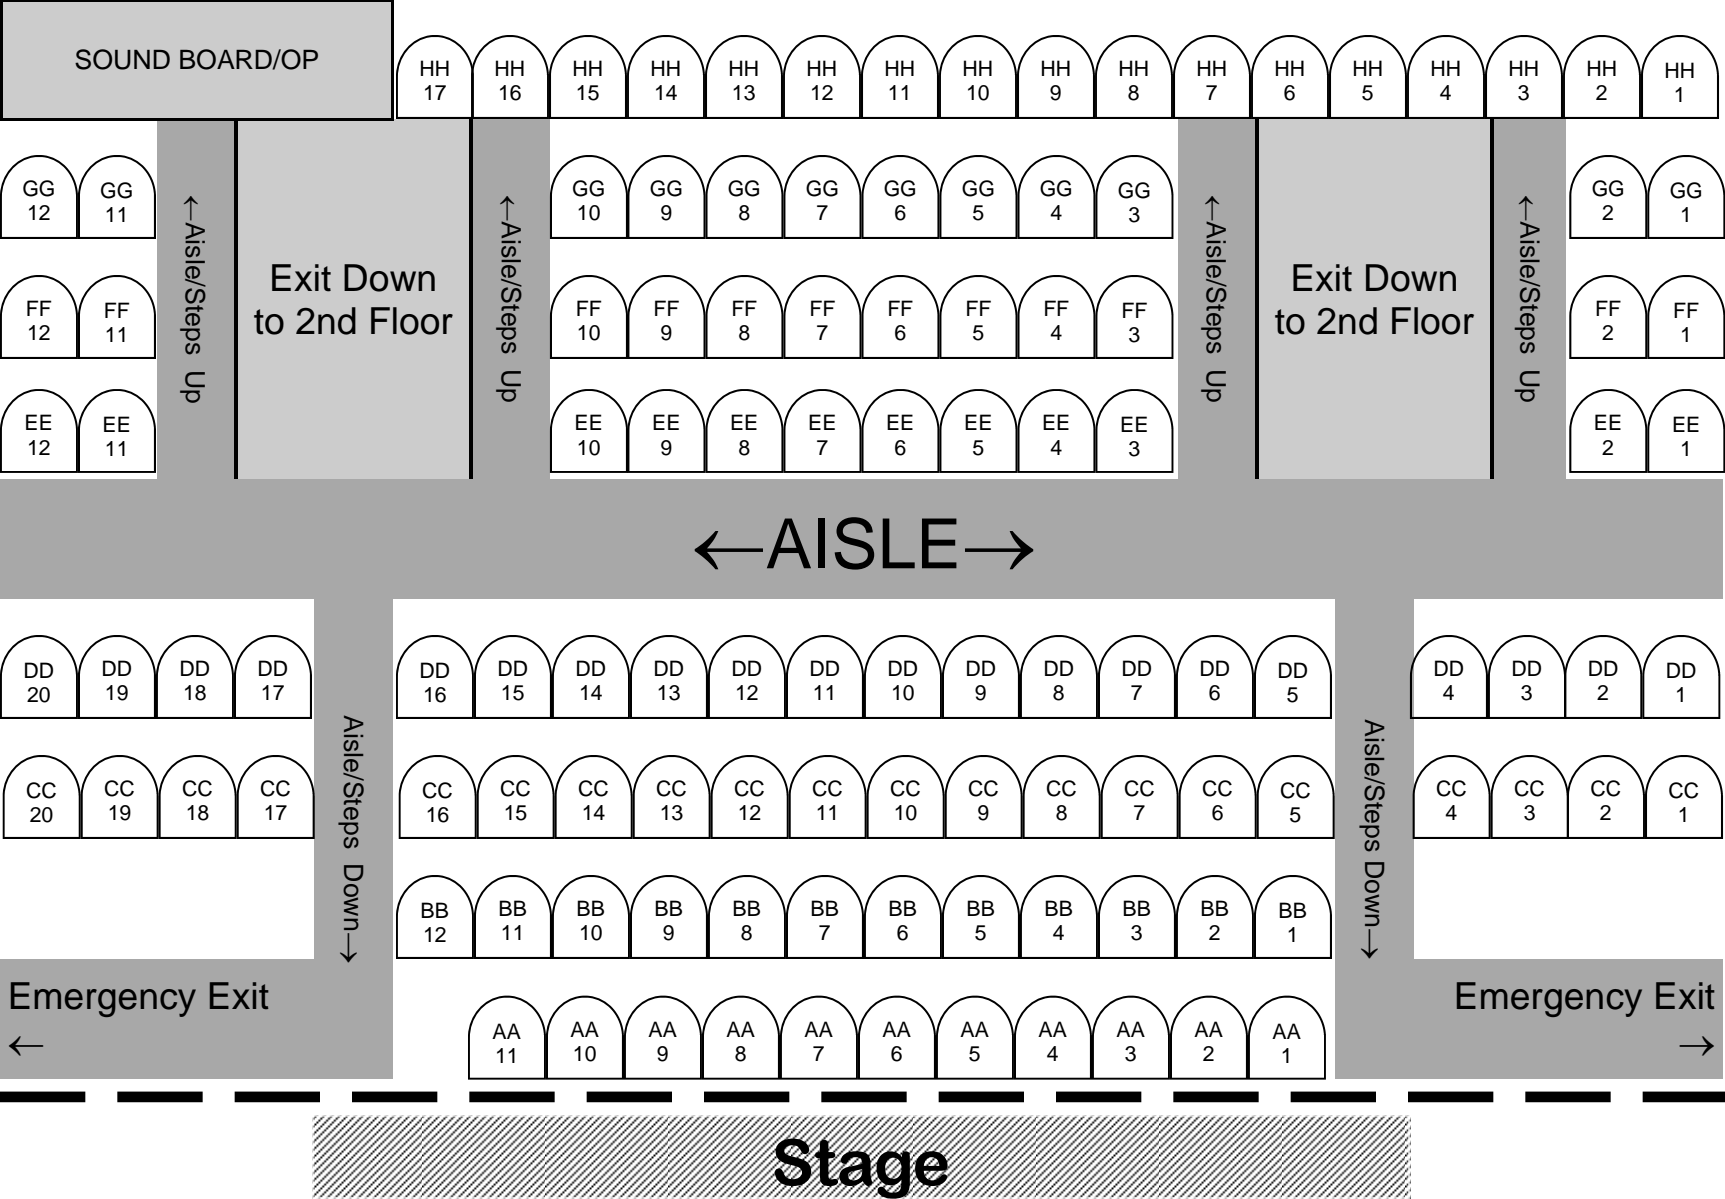 SOUND BOARD/OP
HH HH HH HH HH HH HH HH HH HH HH HH HH HH HH HH HH
17 16 15 14 13 12 11 10 9 8 7 6 5 4 3 2 1
GG GG GG GG GG GG GG GG GG GG GG GG
12 11 10 9 8 7 6 5 4 3 2 1
←Aisle/Steps Up
Exit Down
to 2nd Floor
←Aisle/Steps Up
←Aisle/Steps Up
Exit Down
to 2nd Floor
←Aisle/Steps Up
FF FF FF FF FF FF FF FF FF FF FF FF
12 11 10 9 8 7 6 5 4 3 2 1
EE EE EE EE EE EE EE EE EE EE EE EE
12 11 10 9 8 7 6 5 4 3 2 1
←AISLE→
DD DD DD DD DD DD DD DD DD DD DD DD DD DD DD DD DD DD DD DD
20 19 18 17 16 15 14 13 12 11 10 9 8 7 6 5 4 3 2 1
Aisle/Steps Down→
Aisle/Steps Down→
CC CC CC CC CC CC CC CC CC CC CC CC CC CC CC CC CC CC CC CC
20 19 18 17 16 15 14 13 12 11 10 9 8 7 6 5 4 3 2 1
BB BB BB BB BB BB BB BB BB BB BB BB
12 11 10 9 8 7 6 5 4 3 2 1
Emergency Exit
←
Emergency Exit
→
AA AA AA AA AA AA AA AA AA AA AA
11 10 9 8 7 6 5 4 3 2 1
Stage